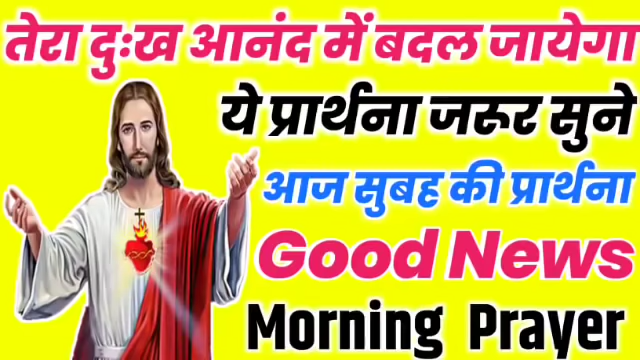 तेरा दुःख आनंद में बदल जायेगा
ये प्रार्थना जरूर सुने
आज सुबह की प्रार्थना
Good News
Morning Prayer